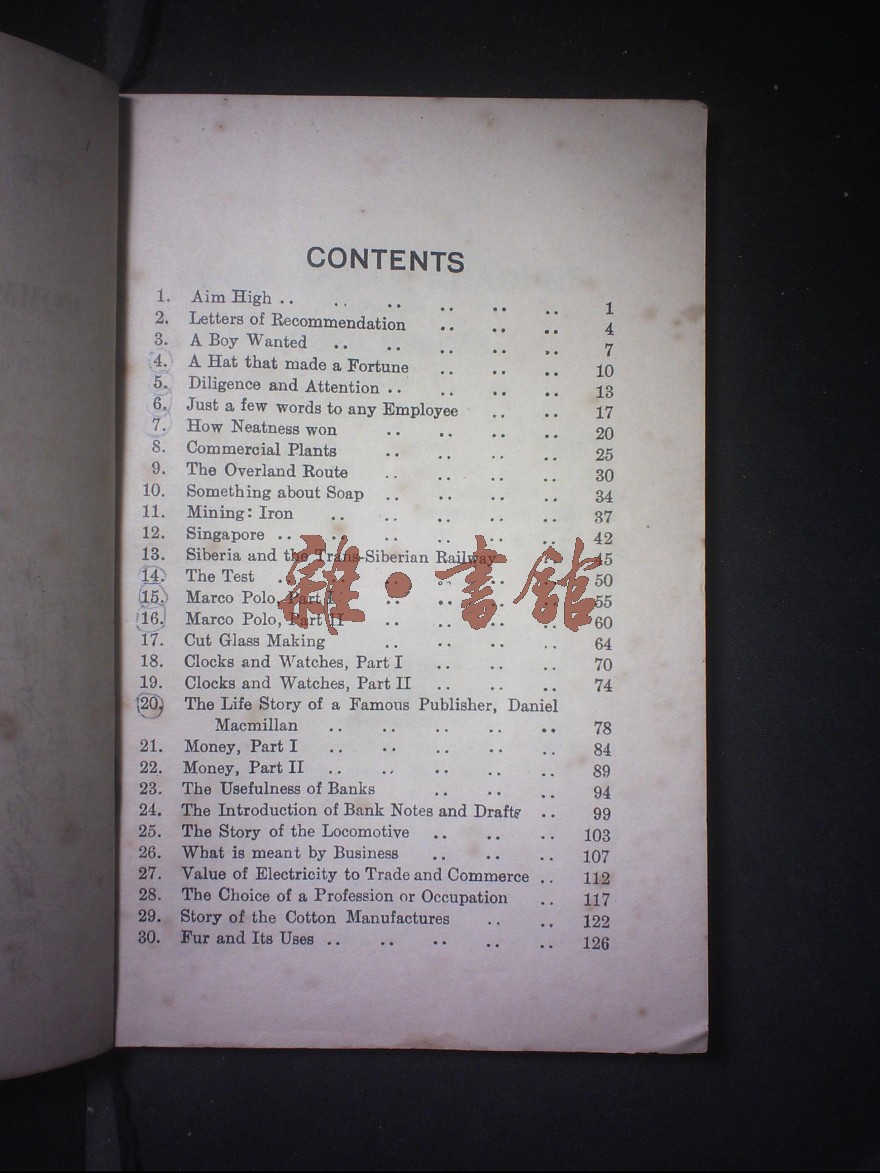 CONTENTS
1. Aim High .. .. .. .. .. .. 1
2. Letters of Recommendation .. .. .. 4
3. A Boy Wanted .. .. .. .. .. 7
4. A Hat that made a Fortune .. .. .. 10
5. Diligence and Attention .. .. .. .. 13
6. Just a few words to any Employee .. .. 17
7. How Neatness won .. .. .. .. 20
8. Commercial Plants .. .. .. .. 25
9. The Overland Route .. .. .. .. 30
10. Something about Soap .. .. .. .. 34
11. Mining: Iron .. .. .. .. .. 37
12. Singapore .. .. .. .. .. .. 42
13. Siberia and the Trans-Siberian Railway 45
14. The Test .. .. .. .. .. .. 50
15. Marco Polo, Part I .. .. .. .. 55
16. Marco Polo, Part II .. .. .. .. 60
17. Cut Glass Making .. .. .. .. 64
18. Clocks and Watches, Part I .. .. .. 70
19. Clocks and Watches, Part II .. .. .. 74
20. The Life Story of a Famous Publisher, Daniel
Macmillan .. .. .. .. .. 78
21. Money, Part I .. .. .. .. .. 84
22. Money, Part II .. .. .. .. .. 89
23. The Usefulness of Banks .. .. .. 94
24. The Introduction of Bank Notes and Drafts .. 99
25. The Story of the Locomotive .. .. .. 103
26. What is meant by Business .. .. .. 107
27. Value of Electricity to Trade and Commerce .. 112
28. The Choice of a Profession or Occupation .. 117
29. Story of the Cotton Manufactures .. .. 122
30. Fur and Its Uses .. .. .. .. .. 126
雜·書館